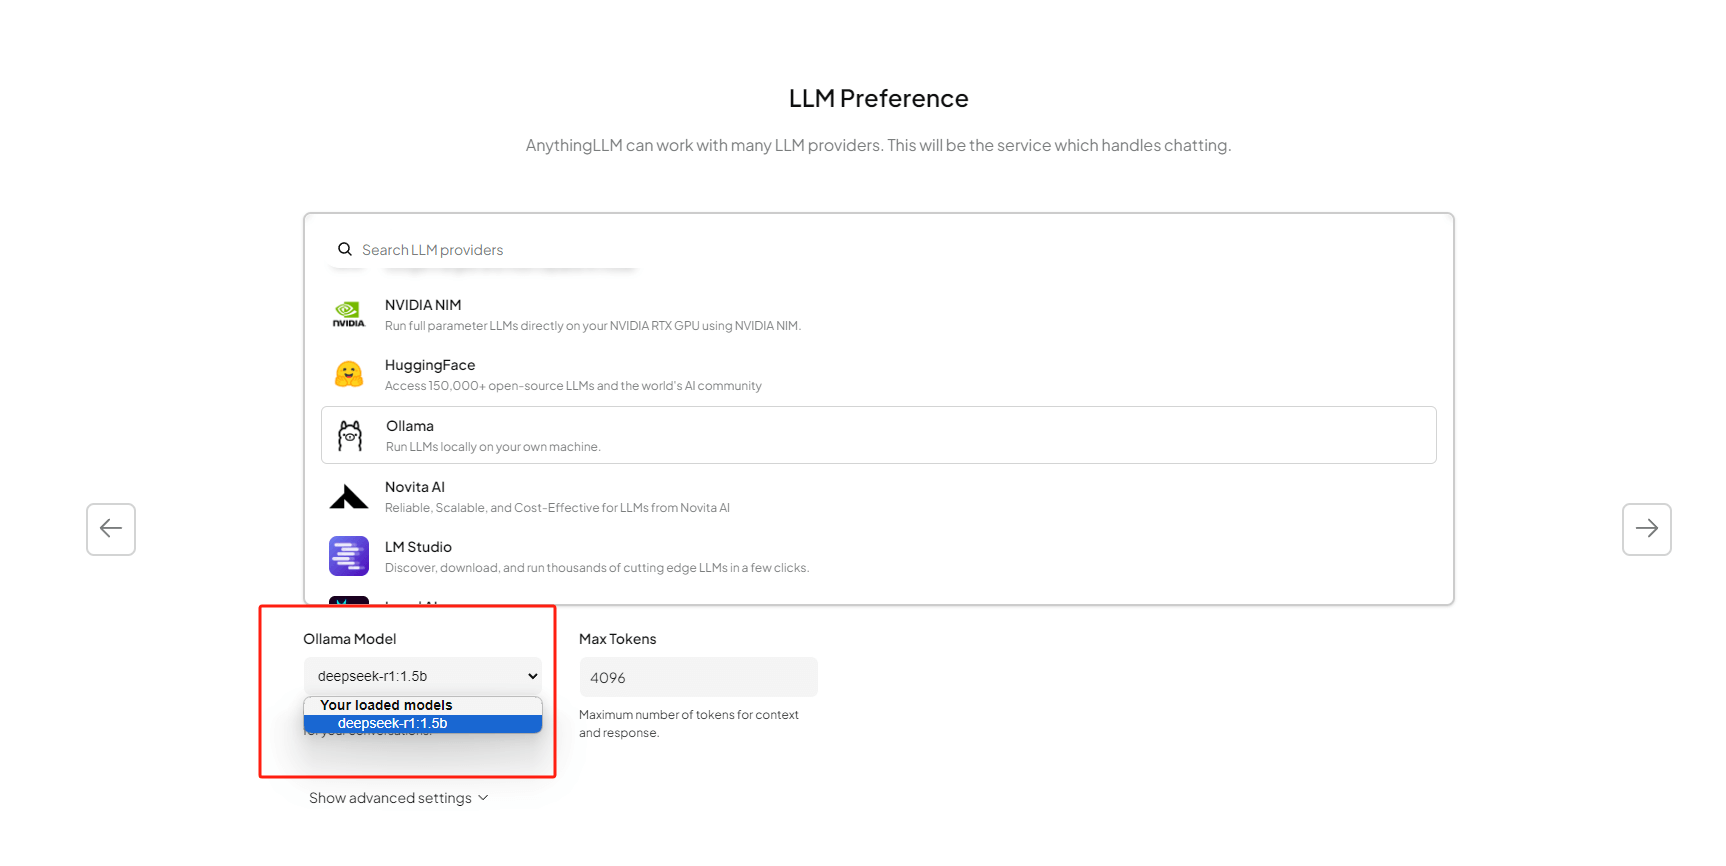 LLM Preference
AnythingLLM can work with many LLM providers. This will be the service which handles chatting.
Search LLM providers
NVIDIA NIM
Run full parameter LLMs directly on your NVIDIA RTX GPU using NVIDIA NIM.
NVIDIA.
HuggingFace
Access 150,000+ open-source LLMs and the world's AI community
Ollama
Run LLMs locally on your own machine.
Novita AI
Reliable, Scalable, and Cost-Effective for LLMs from Novita AI
LM Studio
Discover, download, and run thousands of cutting edge LLMs in a few clicks.
Ollama Model
deepseek-r1:1.5b
Your loaded models
deepseek-r1:1.5b
for your conversations.
Max Tokens
4096
Maximum number of tokens for context
and response.
Show advanced settings